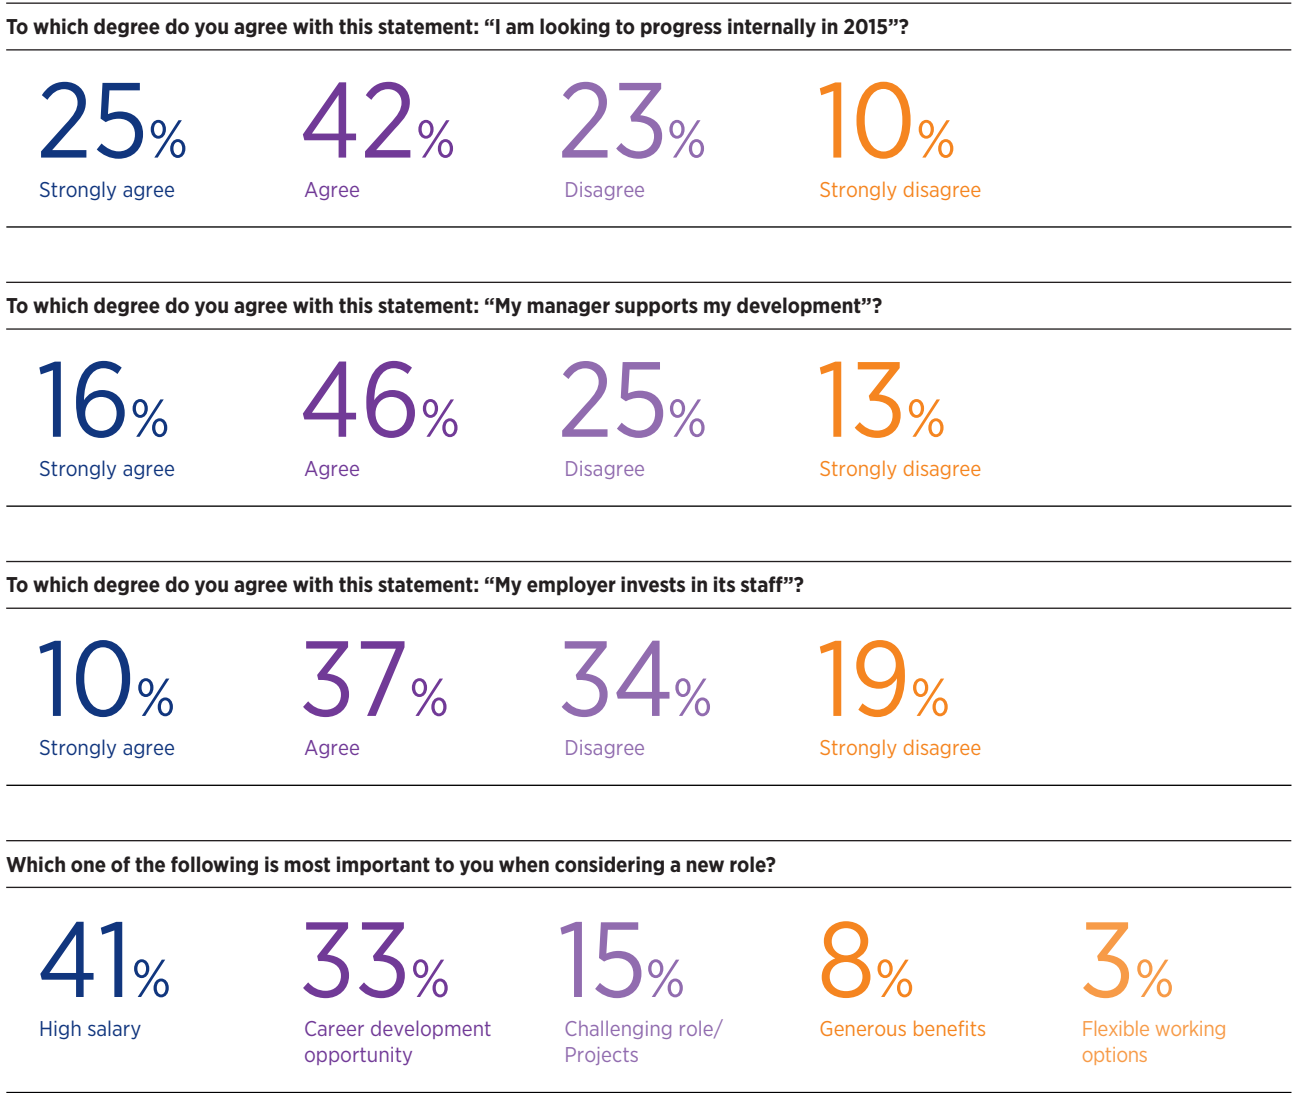 To which degree do you agree with this statement: “I am looking to progress internally in 2015”?
25% 42% 23% 10%
Strongly agree Agree Disagree Strongly disagree
To which degree do you agree with this statement: “My manager supports my development”?
16% 46% 25% 13%
Strongly agree Agree Disagree Strongly disagree
To which degree do you agree with this statement: “My employer invests in its staff”?
10% 37% 34% 19%
Strongly agree Agree Disagree Strongly disagree
Which one of the following is most important to you when considering a new role?
41% 33% 15% 8% 3%
High salary Career development Challenging role/ Generous benefits Flexible working
opportunity Projects options